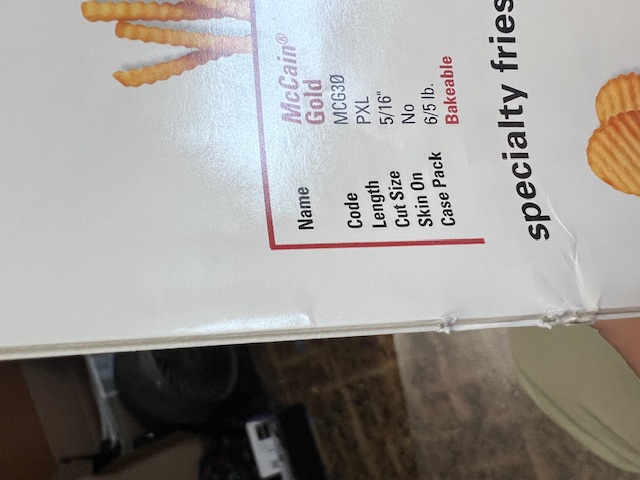 Name McCain®
Gold
Code MCG30
Length PXL
Cut Size 5/16"
Skin On No
Case Pack 6/5 lb.
Bakeable
specialty fries